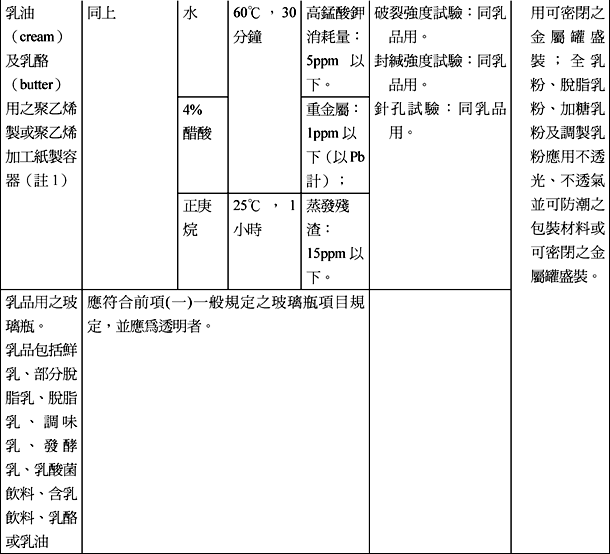 乳油
（cream）
及乳酪
（butter）
用之聚乙烯
製或聚乙烯
加工紙製容
器（註1）
同上
水
60℃，30
分鐘
高錳酸鉀
消耗量：
5ppm 以
下。
4%
醋酸
重金屬：
1ppm 以
下（以Pb
計）；
正庚
烷
25℃，1
小時
蒸發殘
渣：
15ppm 以
下。
破裂強度試驗：同乳
品用。
封緘強度試驗：同乳
品用。
針孔試驗：同乳品
用。
用可密閉之
金屬罐盛
裝；全乳
粉、脫脂乳
粉、加糖乳
粉及調製乳
粉應用不透
光、不透氣
並可防潮之
包裝材料或
可密閉之金
屬罐盛裝。
乳品用之玻
璃瓶。
乳品包括鮮
乳、部分脫
脂乳、脫脂
乳、調味
乳、發酵
乳、乳酸菌
飲料、含乳
飲料、乳酪
或乳油
應符合前項(一)一般規定之玻璃瓶項目規
定，並應爲透明者。